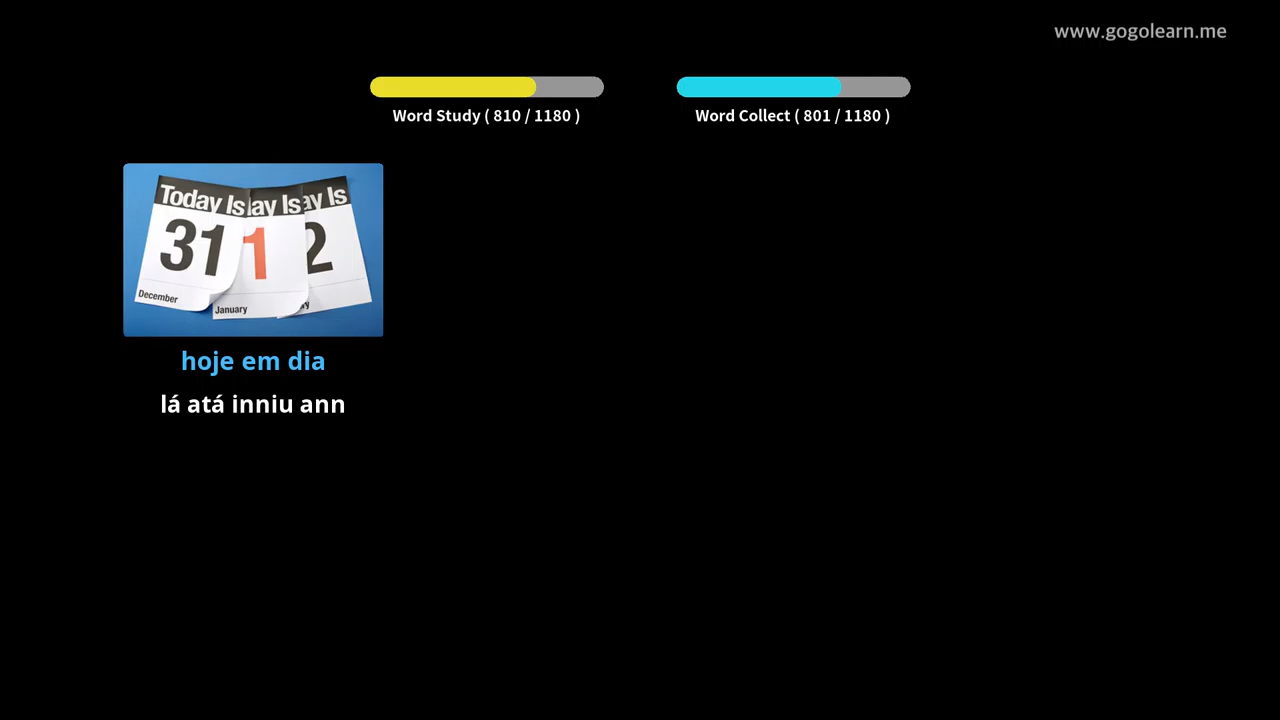 www.gogolearn.me
Word Study ( 810 / 1180 )
Word Collect ( 801 / 1180 )
Today Is
ay Is
ay Is
31
1
2
December
January
hoje em dia
lá atá inniu ann